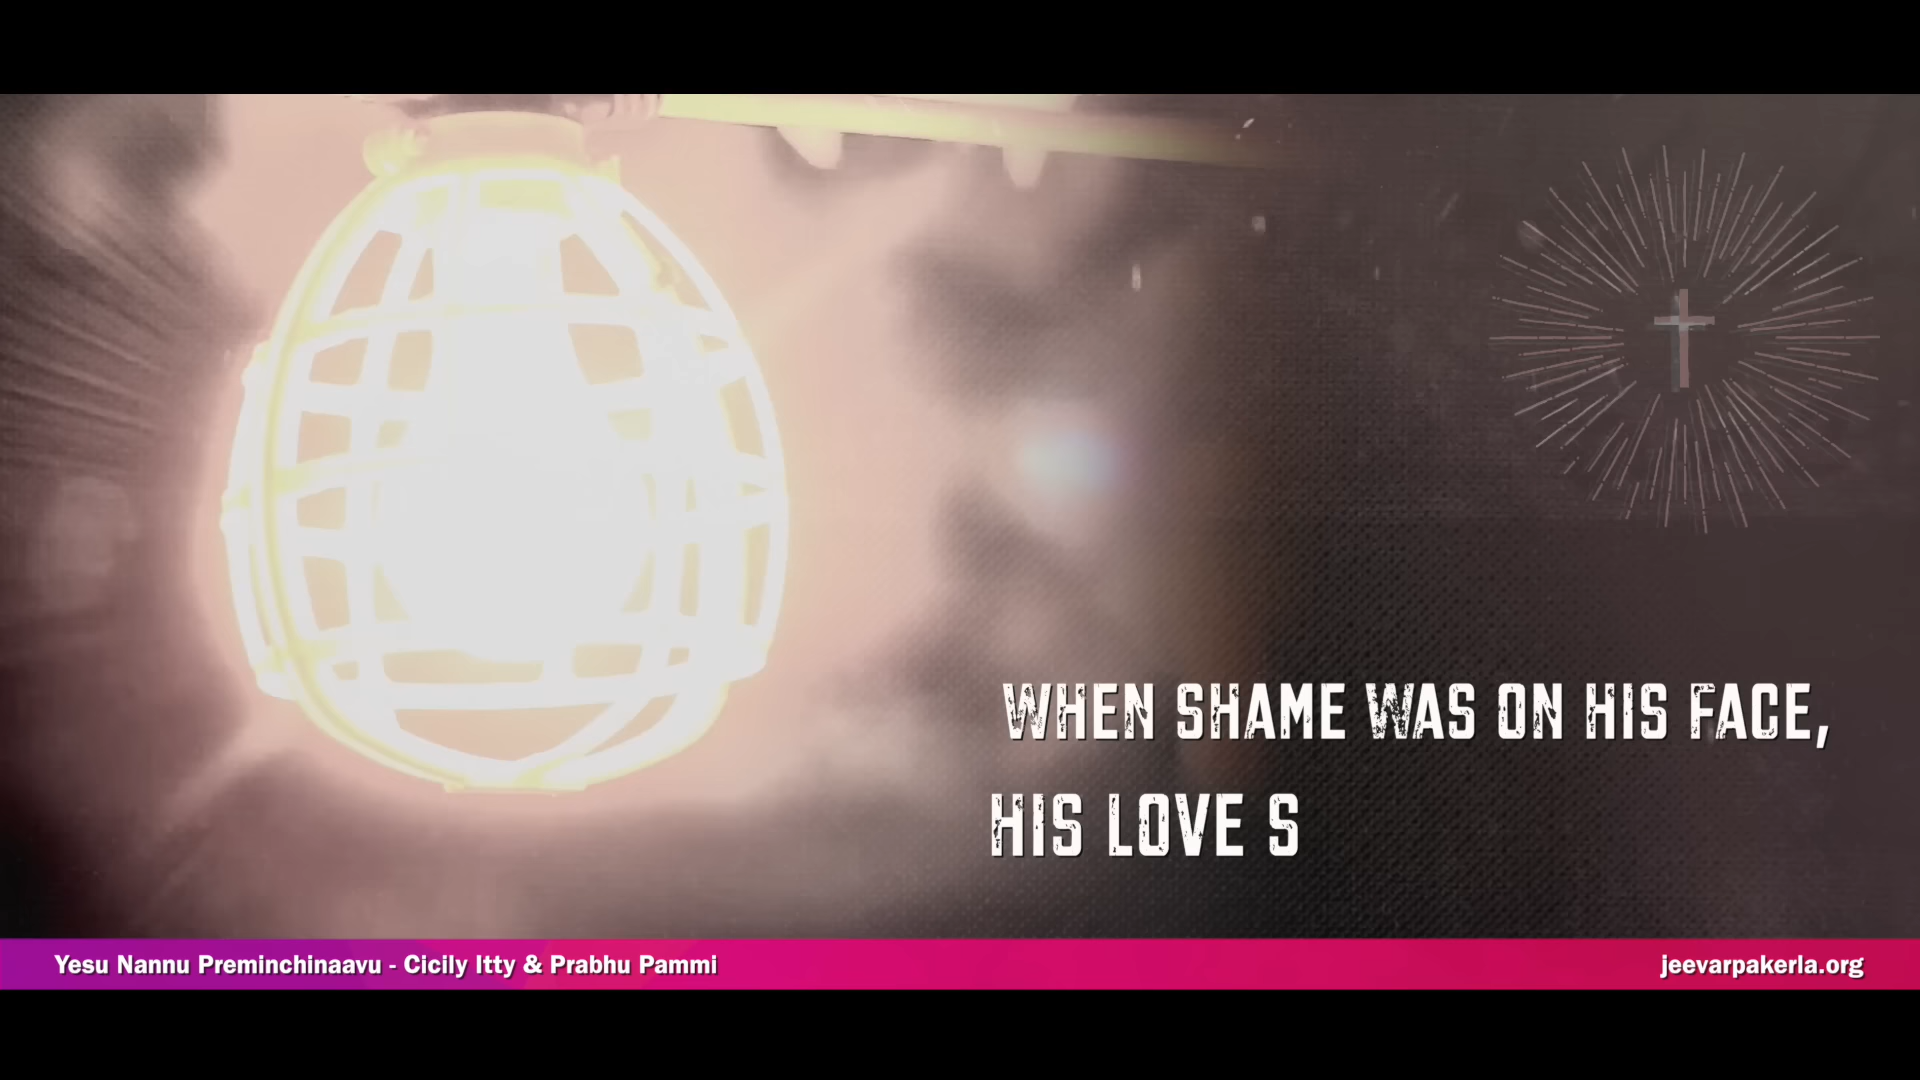 WHEN SHAME WAS ON HIS FACE,
HIS LOVE S
Yesu Nannu Preminchinaavu - Cicily Itty & Prabhu Pammi
jeevarpakerla.org